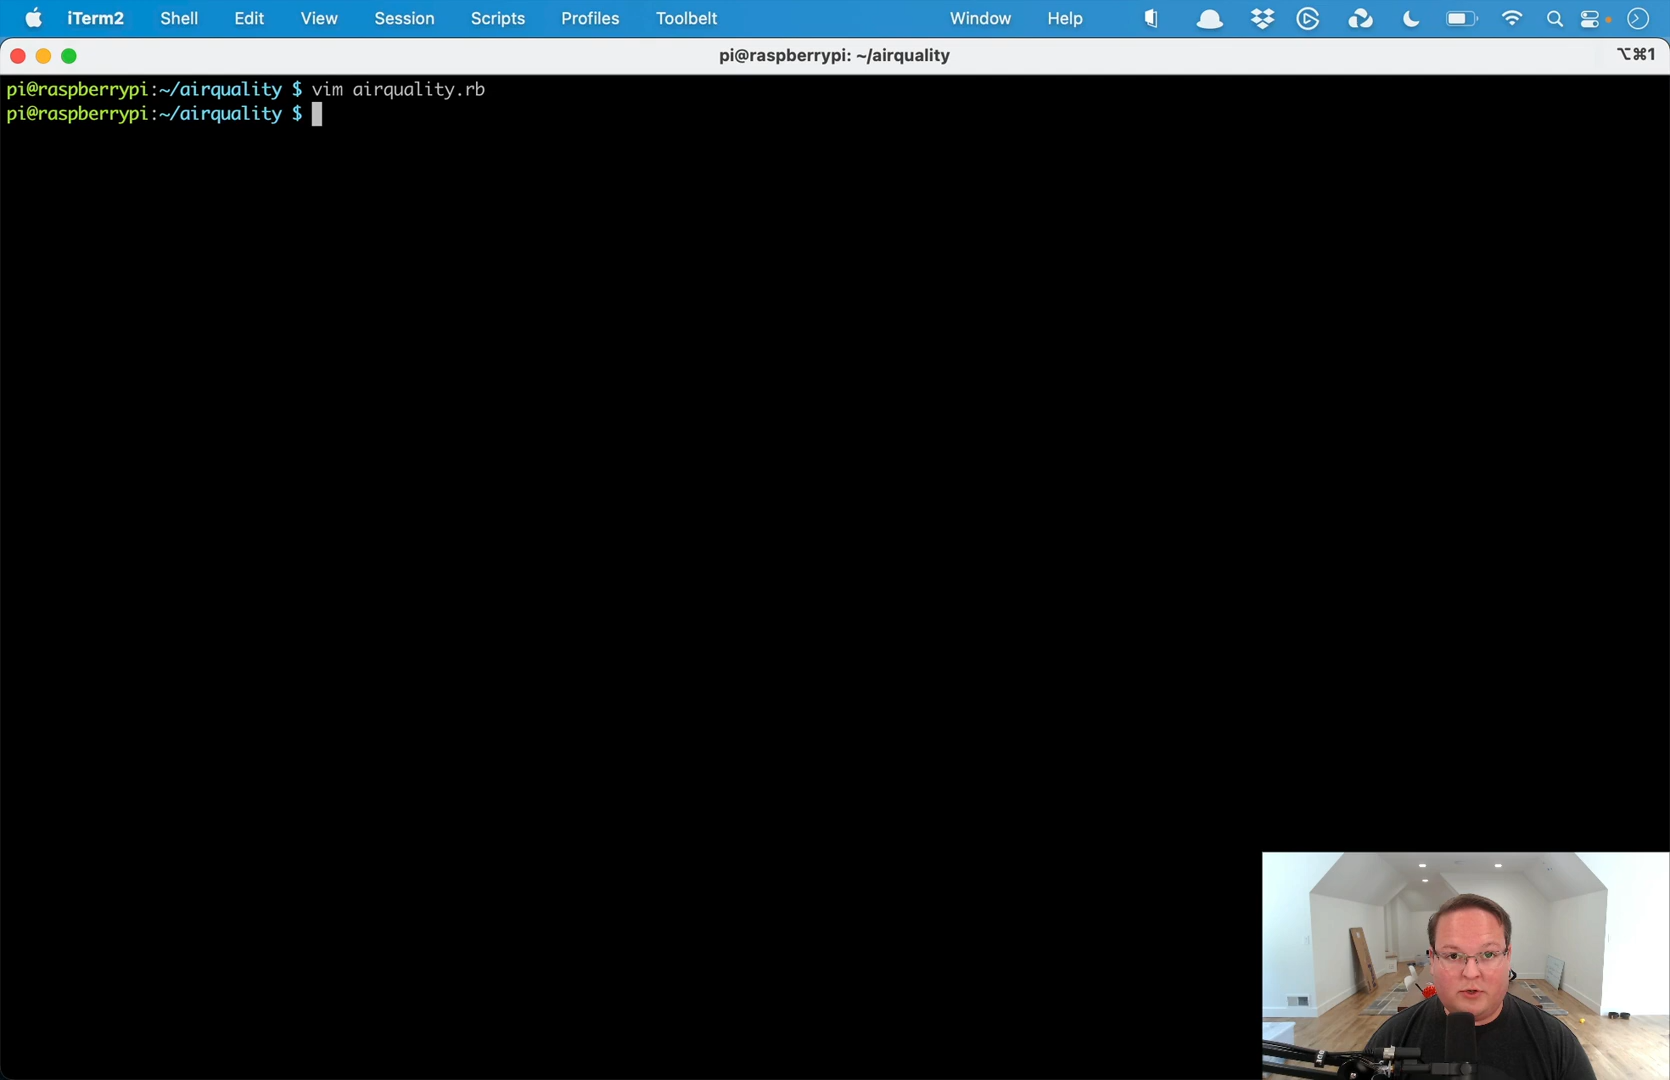 iTerm2 Shell Edit View Session Scripts Profiles Toolbelt Window Help
pi@raspberrypi: ~/airquality ⌥⌘1
pi@raspberrypi:~/airquality $ vim airquality.rb
pi@raspberrypi:~/airquality $